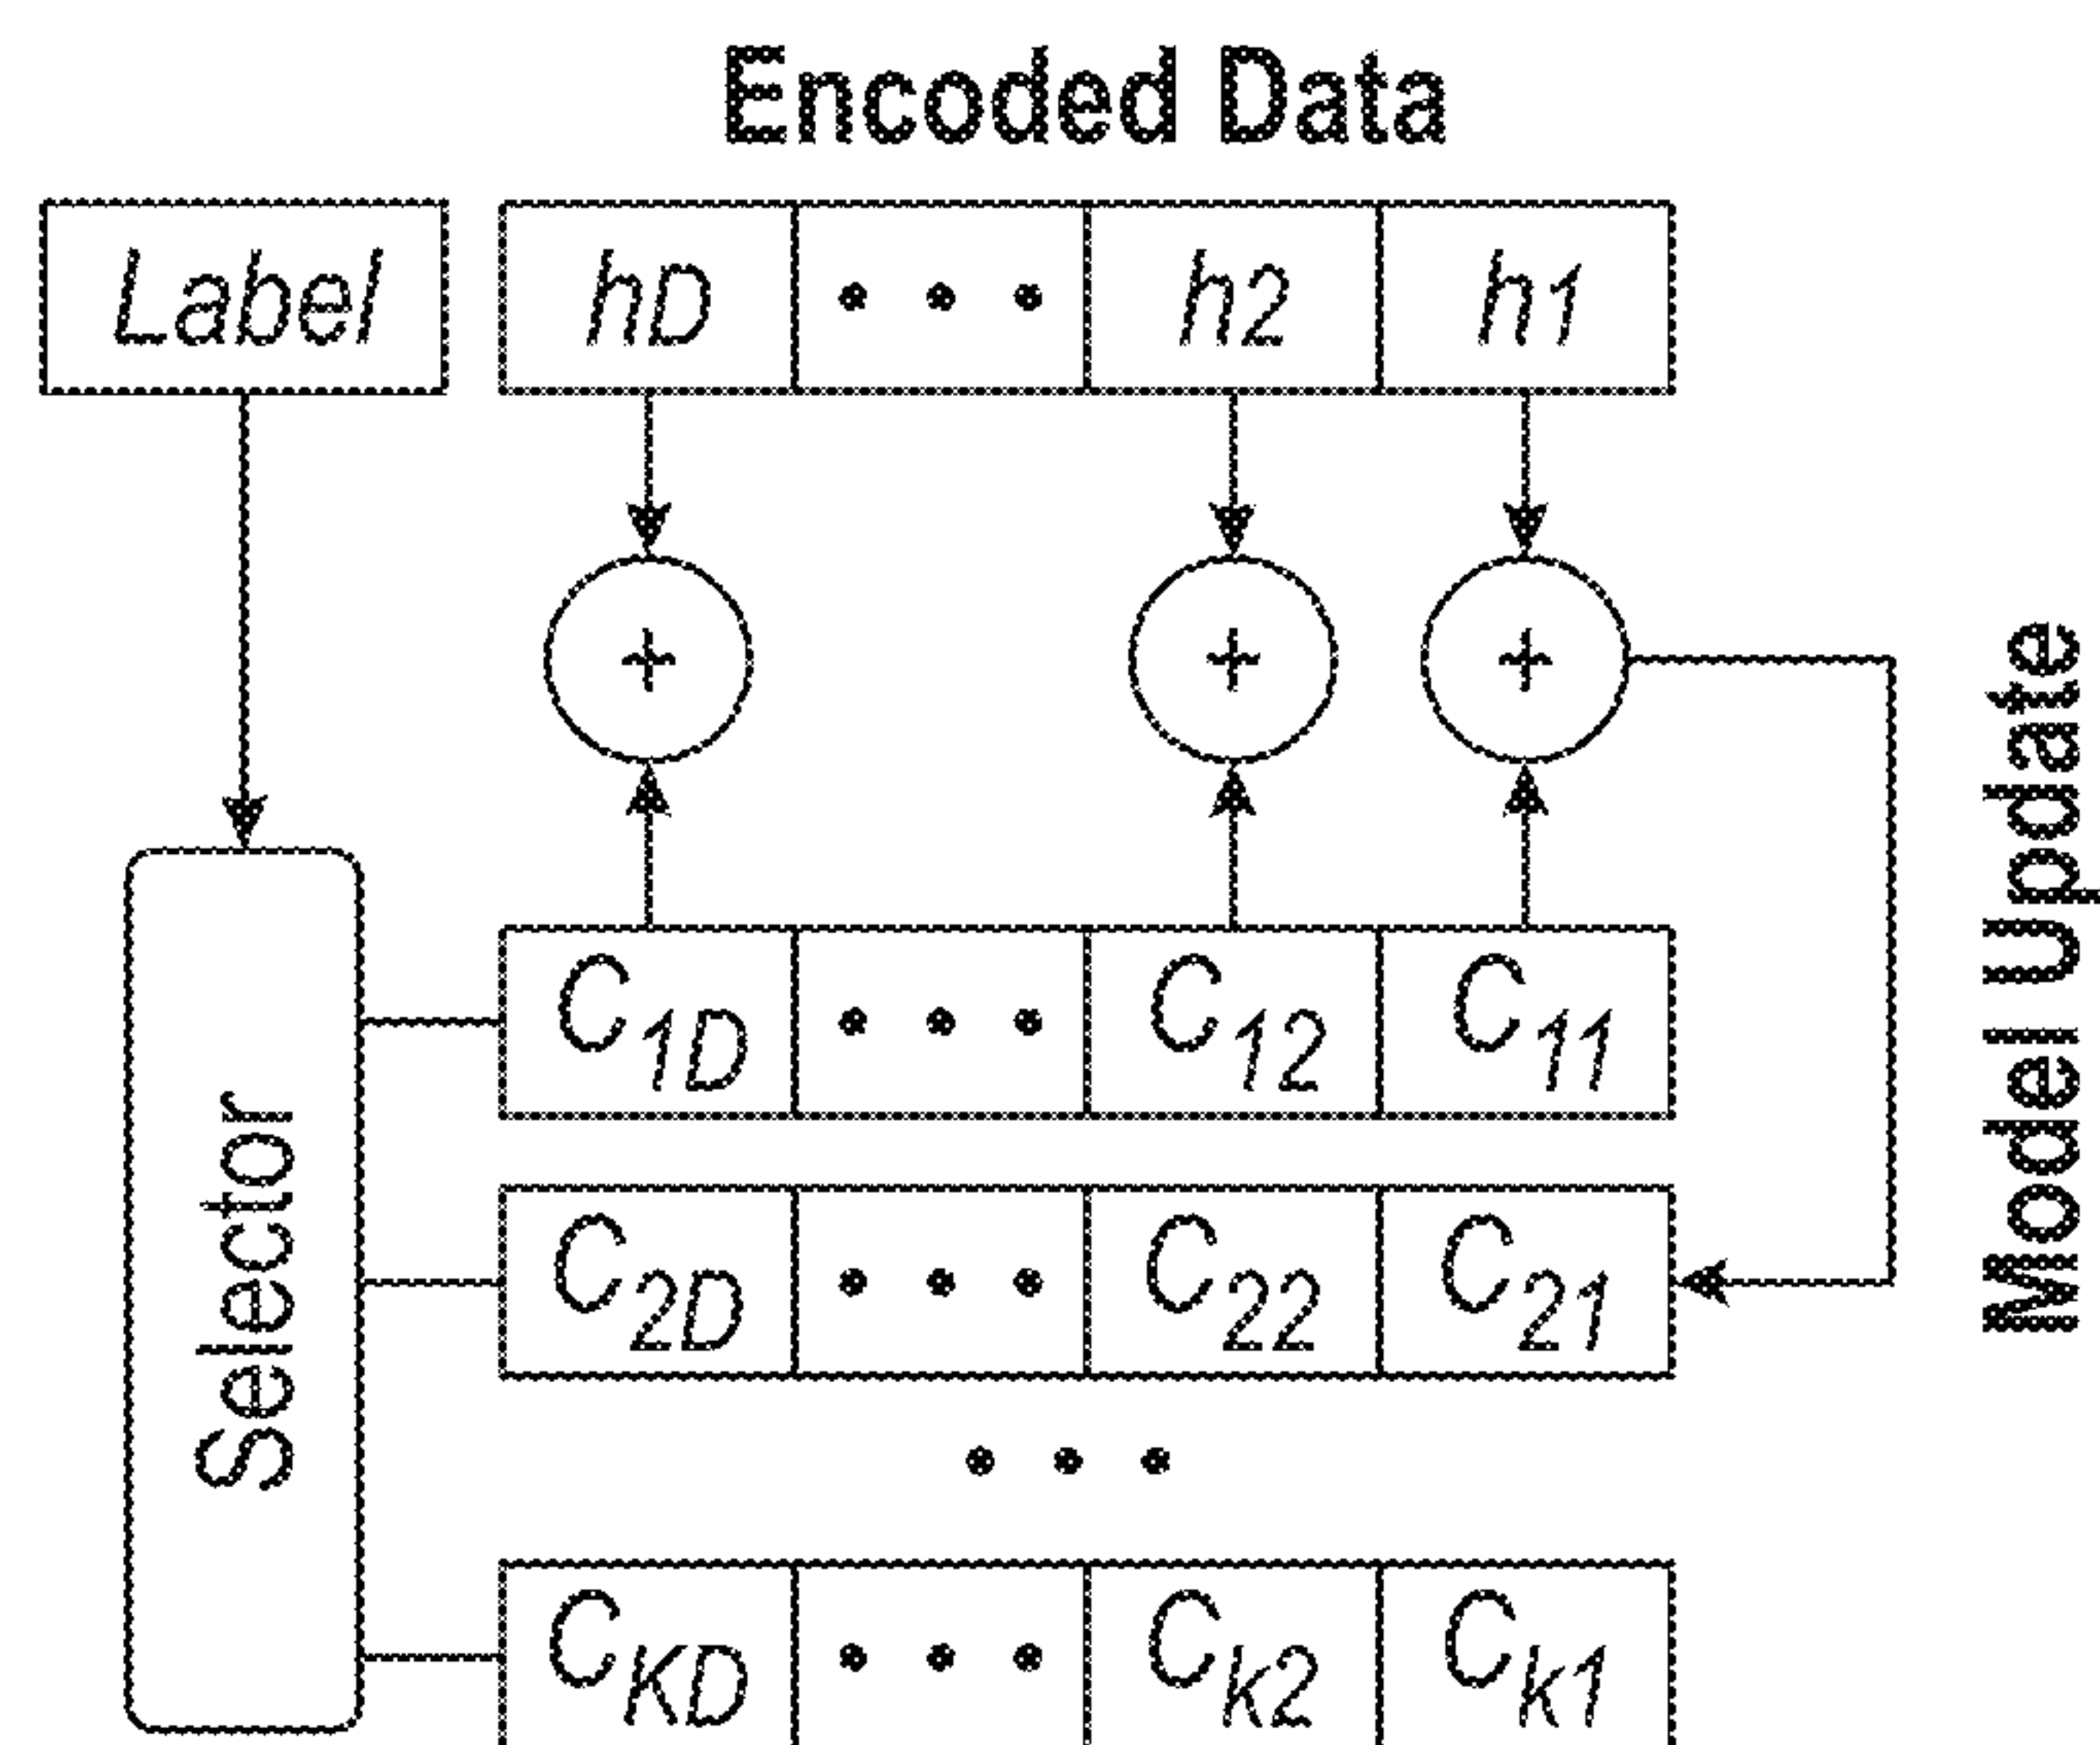 Encoded Data
Label hD • • • h2 h1
+ + +
Model Update
Selector
C1D • • • C12 C11
C2D • • • C22 C21
• • •
CKD • • • Ck2 Ck1